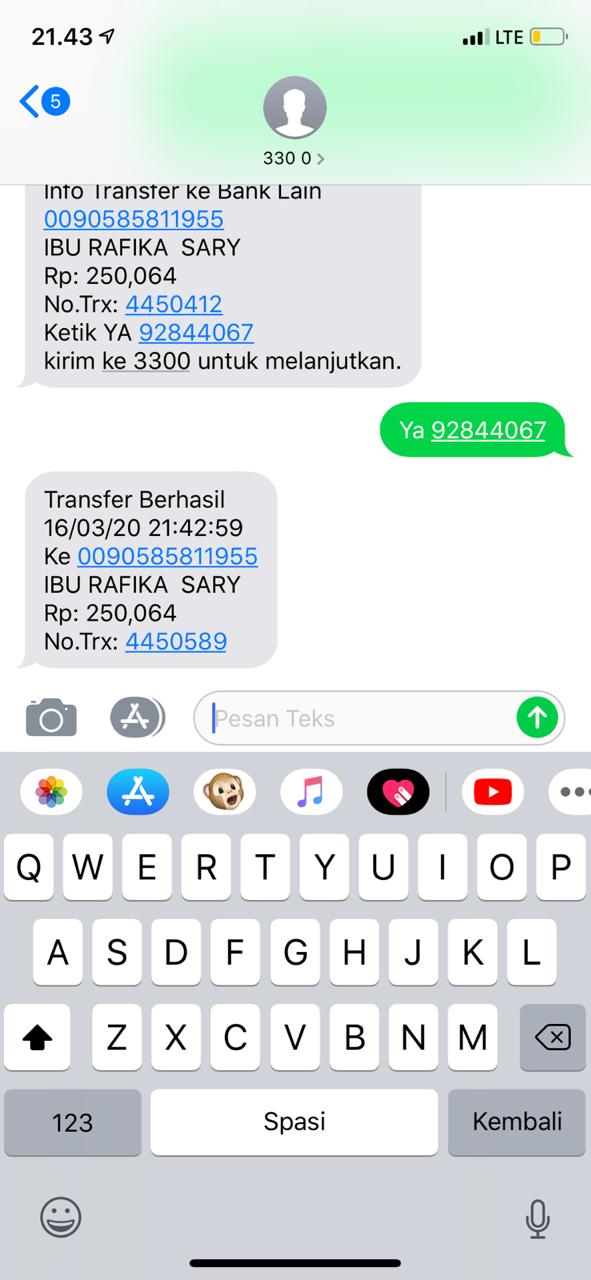 21.43
LTE
5
330 0 >
Info Transfer ke Bank Lain
0090585811955
IBU RAFIKA  SARY
Rp: 250,064
No.Trx: 4450412
Ketik YA 92844067
kirim ke 3300 untuk melanjutkan.
Ya 92844067
Transfer Berhasil
16/03/20 21:42:59
Ke 0090585811955
IBU RAFIKA  SARY
Rp: 250,064
No.Trx: 4450589
Pesan Teks
Q W E R T Y U I O P
A S D F G H J K L
Z X C V B N M
123 Spasi Kembali